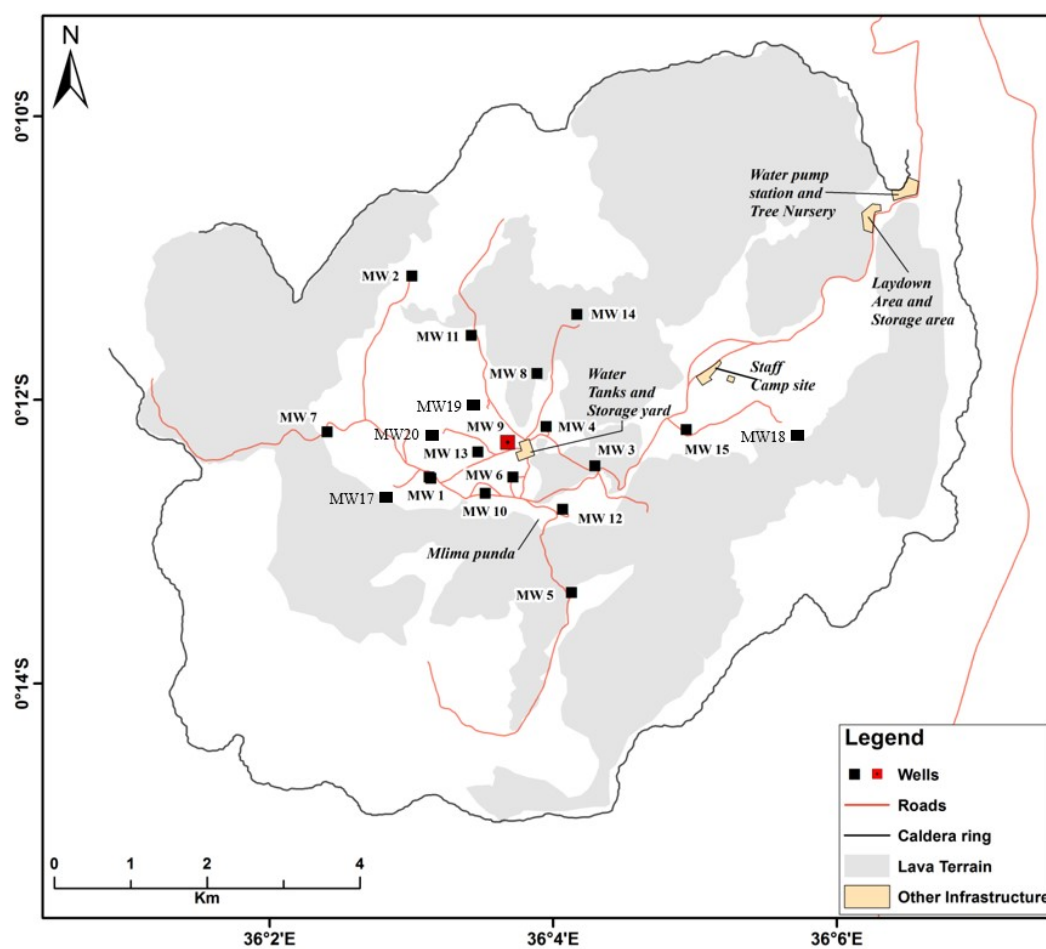 N
0°10'S
0°12'S
0°14'S
Water pump
station and
Tree Nursery
Laydown
Area and
Storage area
MW 2
MW 14
MW 11
MW 8
Water
Tanks and
Storage yard
Staff
Camp site
MW19
MW 7
MW20
MW 9
MW 4
MW 13
MW 3
MW 15
MW18
MW 6
MW17
MW 1
MW 10
MW 12
Mlima punda
MW 5
0 1 2 4
Km
Legend
Wells
Roads
Caldera ring
Lava Terrain
Other Infrastructure
36°2'E
36°4'E
36°6'E